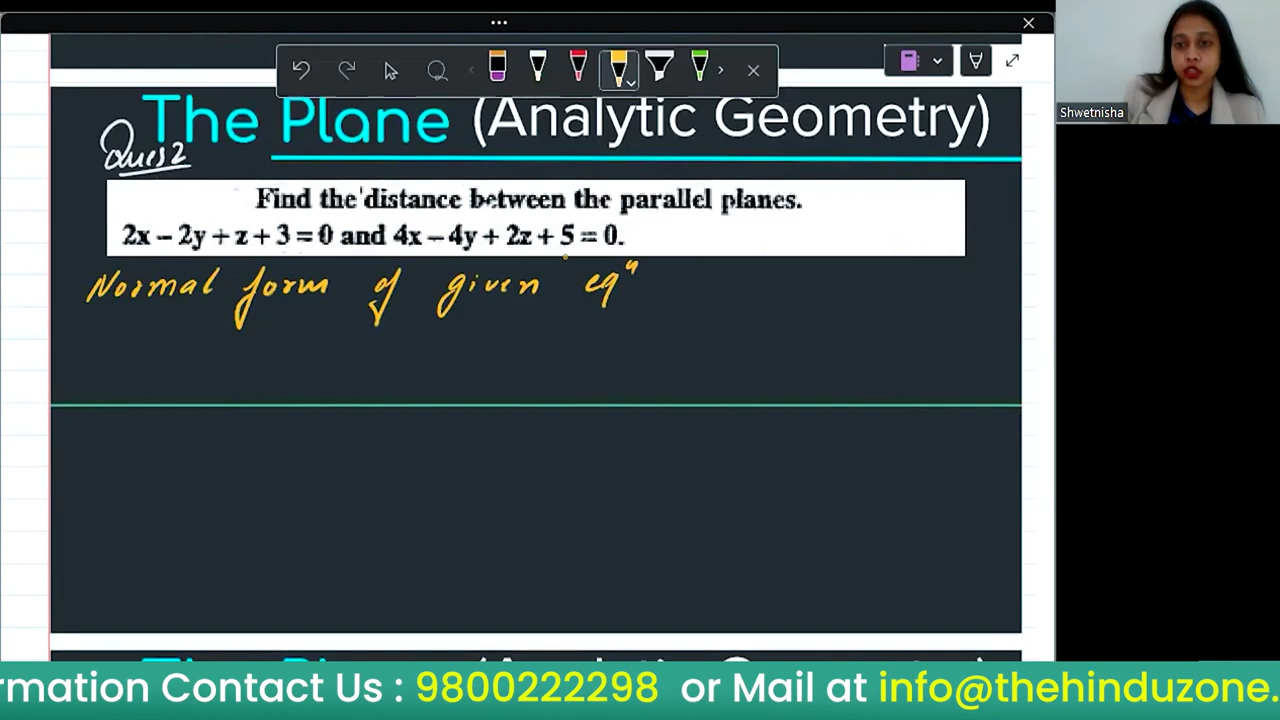 Shwetnisha
The Plane (Analytic Geometry)
Ques 2
Find the distance between the parallel planes.
2x – 2y + z + 3 = 0 and 4x – 4y + 2z + 5 = 0.
Normal form of given eqⁿ
(Analytic Geometry)
rmation Contact Us : 9800222298 or Mail at info@thehinduzone.